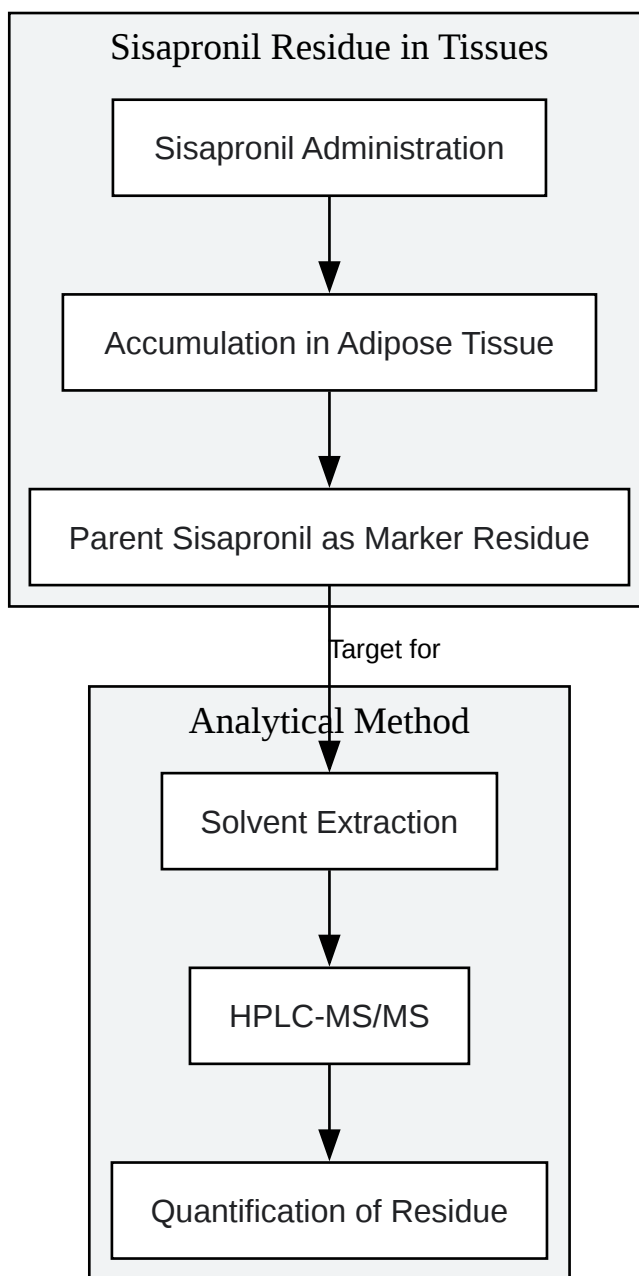 Sisapronil Residue in Tissues
Sisapronil Administration
Accumulation in Adipose Tissue
Parent Sisapronil as Marker Residue
Target for
Analytical Method
Solvent Extraction
HPLC-MS/MS
Quantification of Residue